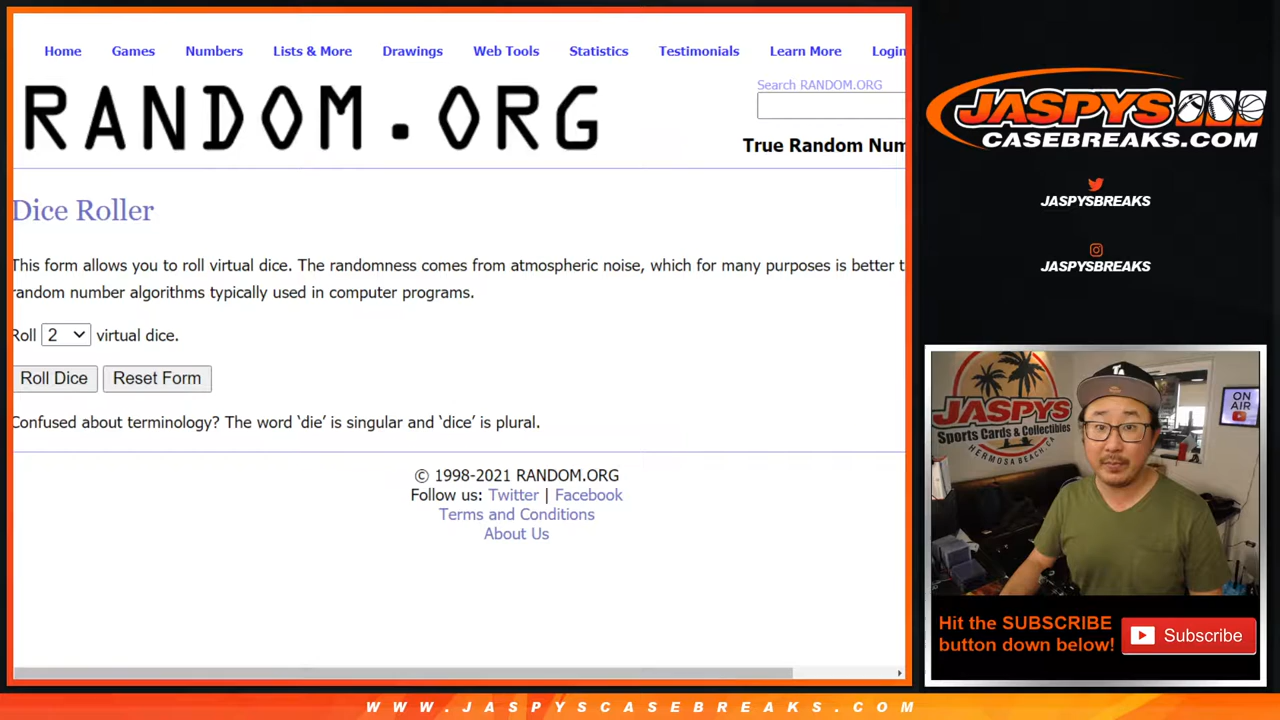 Home Games Numbers Lists & More Drawings Web Tools Statistics Testimonials Learn More Login
RANDOM.ORG
Search RANDOM.ORG
True Random Num
Dice Roller
This form allows you to roll virtual dice. The randomness comes from atmospheric noise, which for many purposes is better t
random number algorithms typically used in computer programs.
Roll 2 virtual dice.
Roll Dice Reset Form
Confused about terminology? The word ‘die’ is singular and ‘dice’ is plural.
© 1998-2021 RANDOM.ORG
Follow us: Twitter | Facebook
Terms and Conditions
About Us
JASPYS
CASEBREAKS.COM
JASPYSBREAKS
JASPYSBREAKS
JASPYS
Sports Cards & Collectibles
HERMOSA BEACH, CA
ON
AIR
Hit the SUBSCRIBE
button down below!
Subscribe
WWW.JASPYSCASEBREAKS.COM